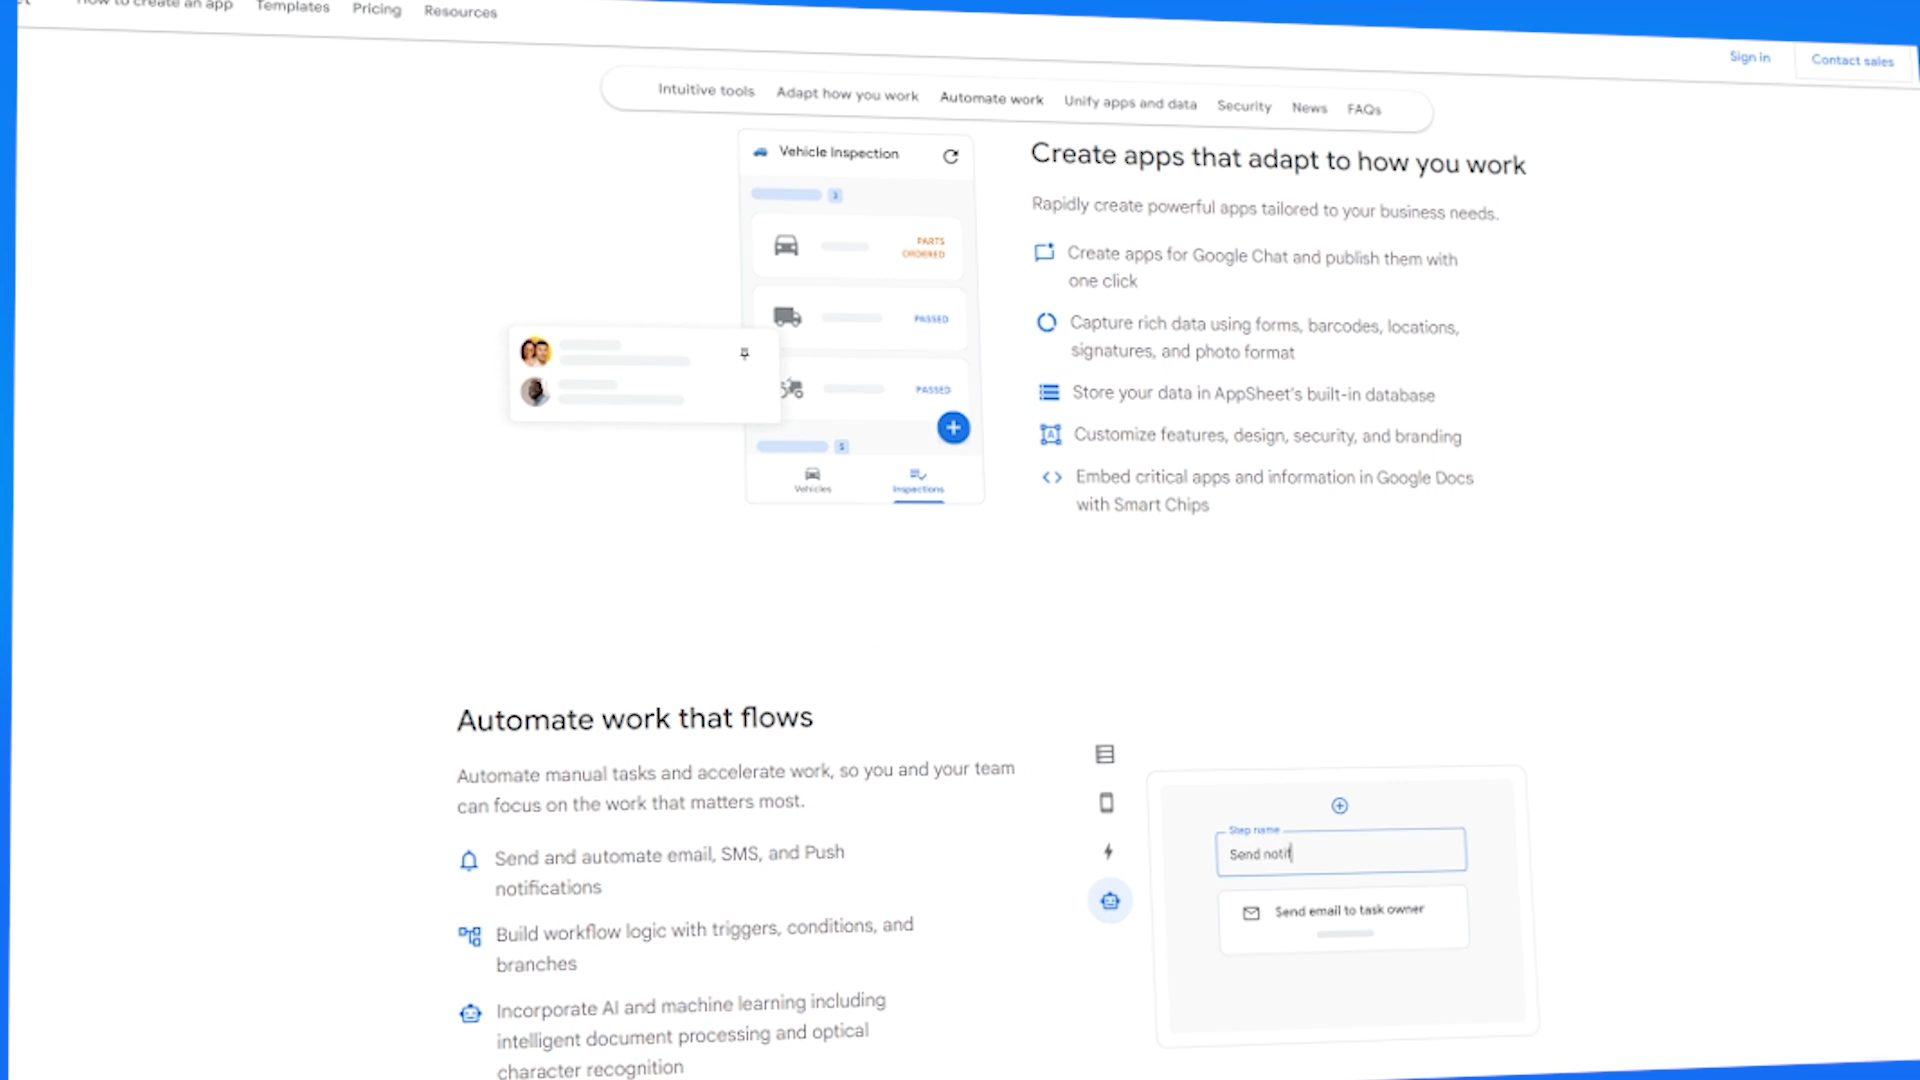 How to create an app Templates Pricing Resources
Sign in Contact sales
Intuitive tools Adapt how you work Automate work Unify apps and data Security News FAQs
Vehicle Inspection
3
PARTS
ORDERED
PASSED
PASSED
5
Vehicles Inspections
Create apps that adapt to how you work
Rapidly create powerful apps tailored to your business needs.
Create apps for Google Chat and publish them with
one click
Capture rich data using forms, barcodes, locations,
signatures, and photo format
Store your data in AppSheet's built-in database
Customize features, design, security, and branding
Embed critical apps and information in Google Docs
with Smart Chips
Automate work that flows
Automate manual tasks and accelerate work, so you and your team
can focus on the work that matters most.
Send and automate email, SMS, and Push
notifications
Build workflow logic with triggers, conditions, and
branches
Incorporate AI and machine learning including
intelligent document processing and optical
character recognition
Step name
Send notif
Send email to task owner